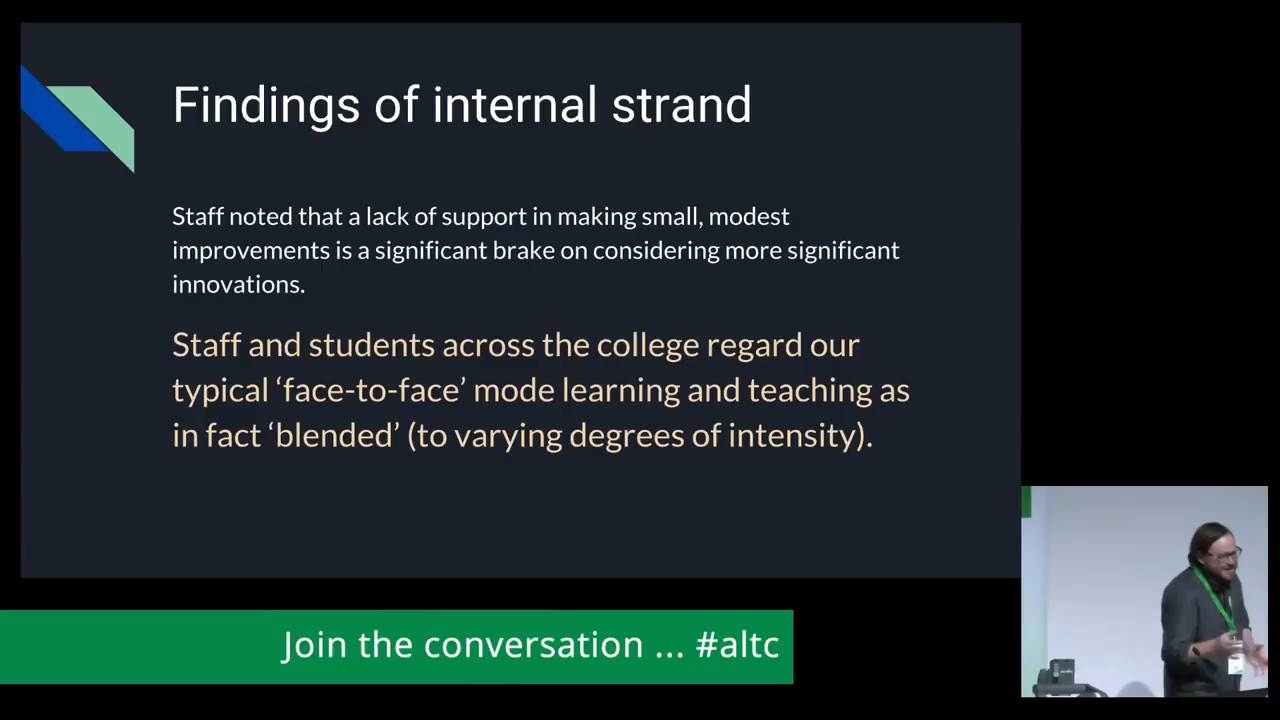 Findings of internal strand
Staff noted that a lack of support in making small, modest
improvements is a significant brake on considering more significant
innovations.
Staff and students across the college regard our
typical ‘face-to-face’ mode learning and teaching as
in fact ‘blended’ (to varying degrees of intensity).
Join the conversation ... #altc